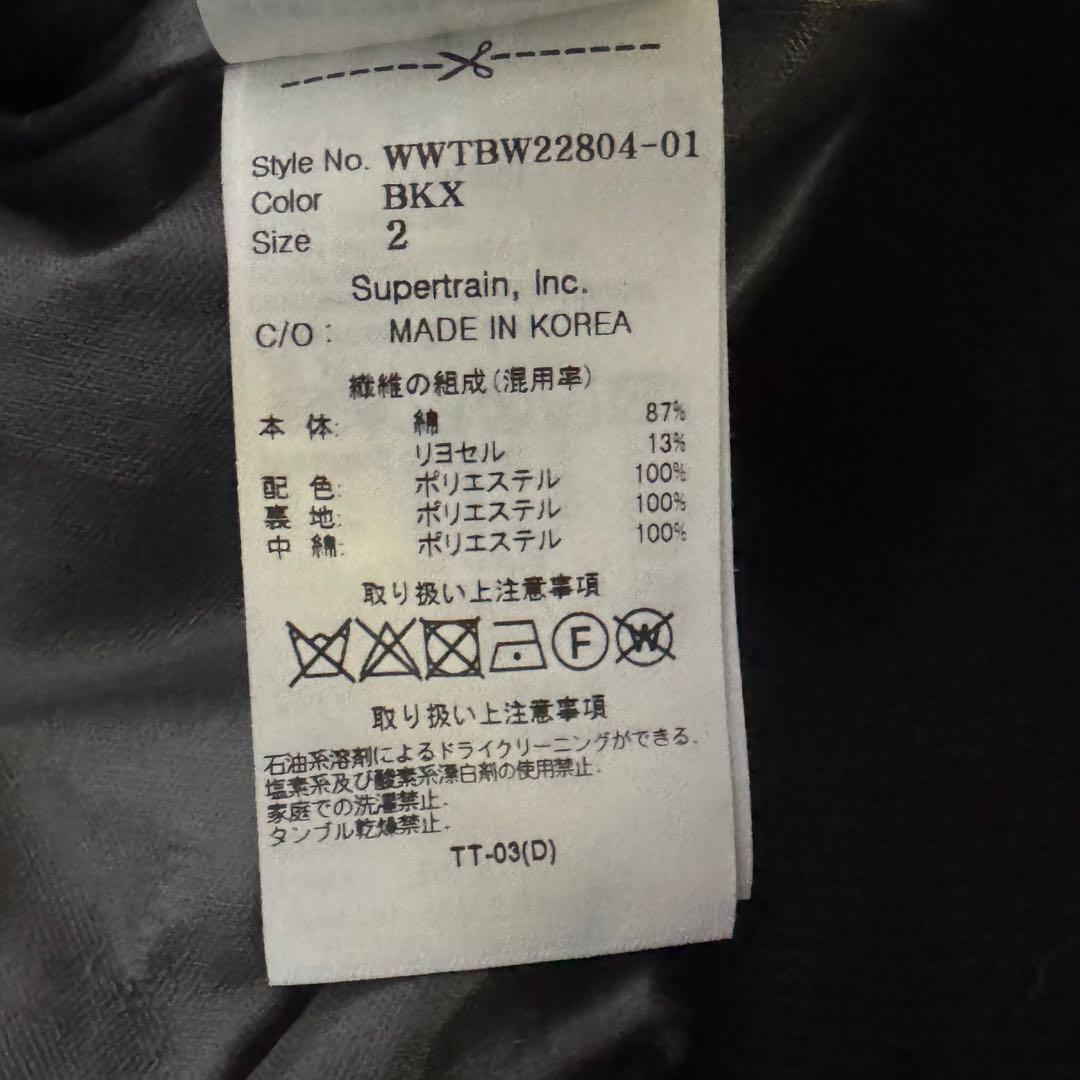 Style No. WWTBW22804-01
Color BKX
Size 2
Supertrain, Inc.
C/O : MADE IN KOREA
繊維の組成(混用率)
本 体: 綿 87%
リヨセル 13%
配 色: ポリエステル 100%
裏 地: ポリエステル 100%
中 綿: ポリエステル 100%
取り扱い上注意事項
F W
取り扱い上注意事項
石油系溶剤によるドライクリーニングができる.
塩素系及び酸素系漂白剤の使用禁止.
家庭での洗濯禁止.
タンブル乾燥禁止.
TT-03(D)